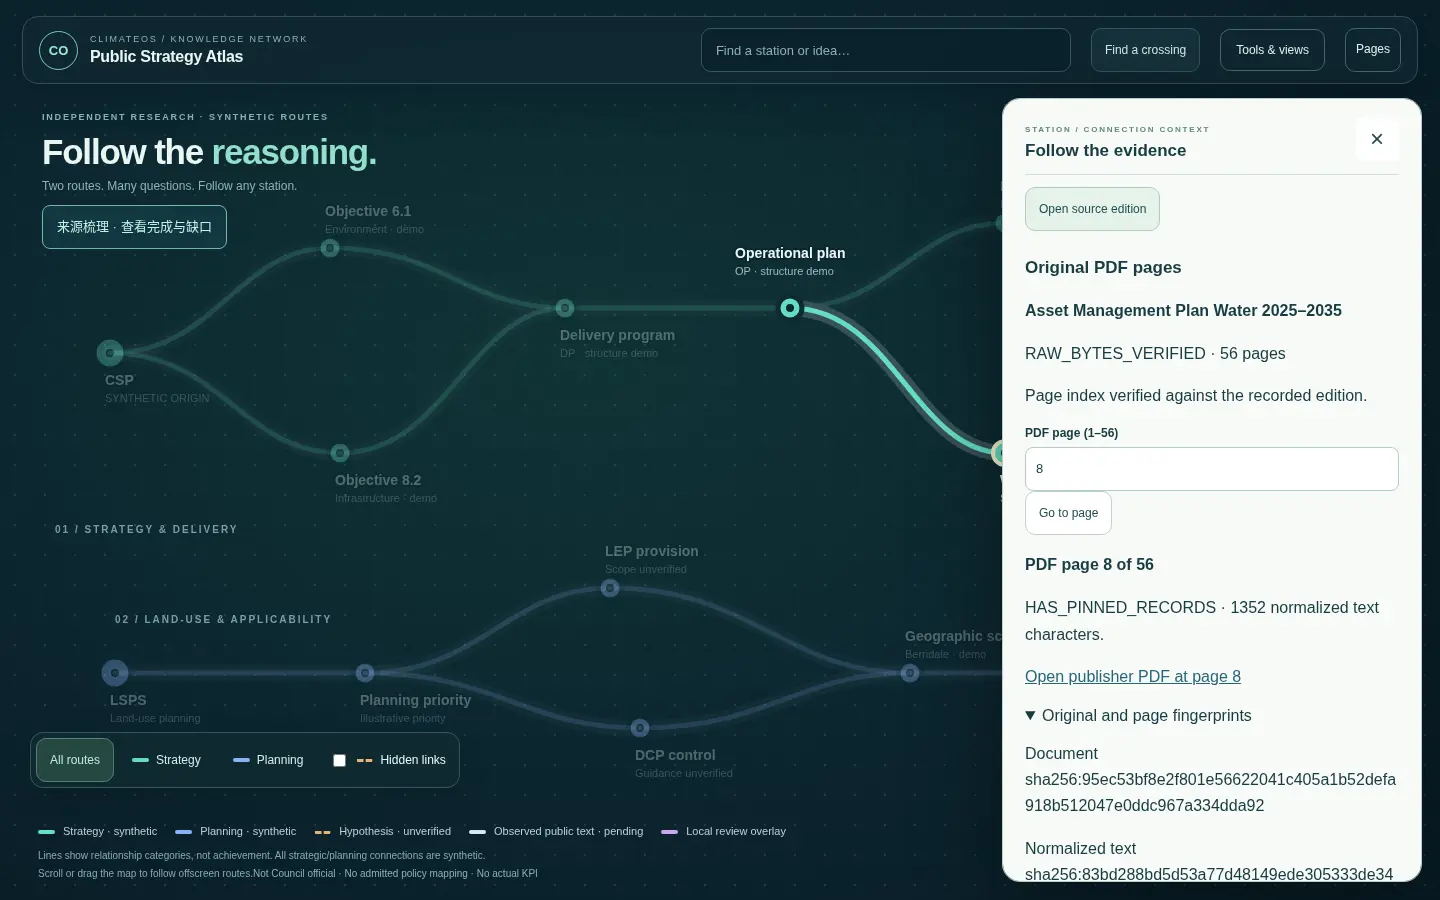 CO
CLIMATEOS / KNOWLEDGE NETWORK
Public Strategy Atlas
Find a station or idea…
Find a crossing
Tools & views
Pages
INDEPENDENT RESEARCH · SYNTHETIC ROUTES
Follow the reasoning.
Two routes. Many questions. Follow any station.
来源梳理 · 查看完成与缺口
Objective 6.1
Environment · demo
Operational plan
OP · structure demo
Delivery program
DP · structure demo
CSP
SYNTHETIC ORIGIN
Objective 8.2
Infrastructure · demo
01 / STRATEGY & DELIVERY
LEP provision
Scope unverified
02 / LAND-USE & APPLICABILITY
Geographic sc
Berridale · demo
LSPS
Land-use planning
Planning priority
Illustrative priority
DCP control
Guidance unverified
All routes
Strategy
Planning
Hidden links
Strategy · synthetic
Planning · synthetic
Hypothesis · unverified
Observed public text · pending
Local review overlay
Lines show relationship categories, not achievement. All strategic/planning connections are synthetic.
Scroll or drag the map to follow offscreen routes.Not Council official · No admitted policy mapping · No actual KPI
STATION / CONNECTION CONTEXT
Follow the evidence
×
Open source edition
Original PDF pages
Asset Management Plan Water 2025–2035
RAW_BYTES_VERIFIED · 56 pages
Page index verified against the recorded edition.
PDF page (1–56)
8
Go to page
PDF page 8 of 56
HAS_PINNED_RECORDS · 1352 normalized text
characters.
Open publisher PDF at page 8
▼ Original and page fingerprints
Document
sha256:95ec53bf8e2f801e56622041c405a1b52defa
918b512047e0ddc967a334dda92
Normalized text
sha256:83bd288bd5d53a77d48149ede305333de34